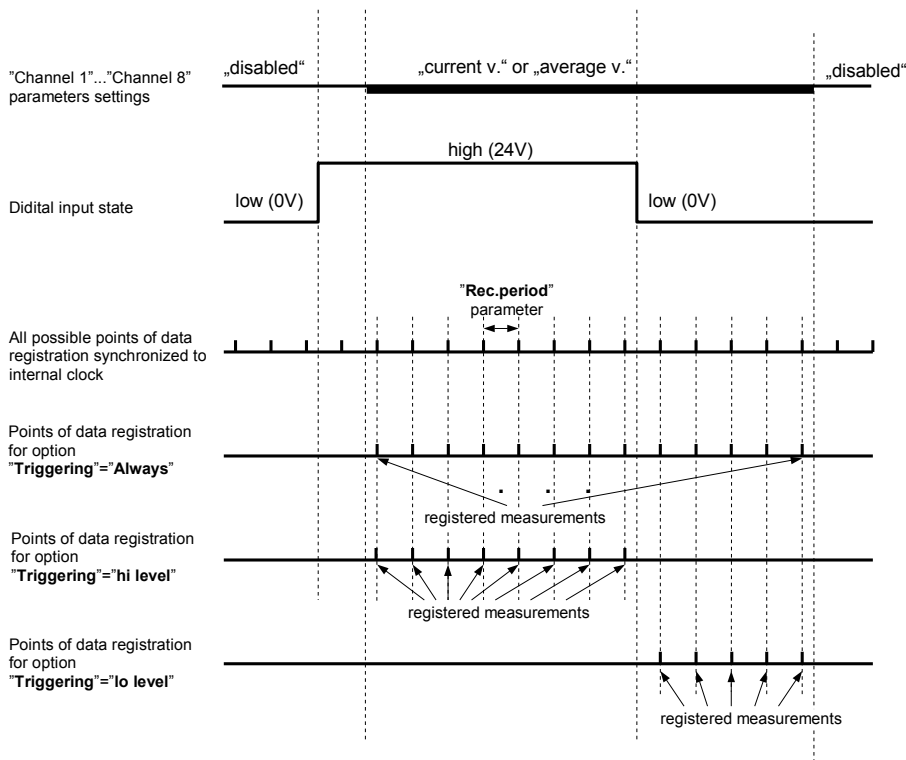 "Channel 1"..."Channel 8"
parameters settings
„disabled“
„current v.“ or „average v.“
„disabled“
high (24V)
Didital input state
low (0V)
low (0V)
"Rec.period"
parameter
All possible points of data
registration synchronized to
internal clock
Points of data registration
for option
"Triggering"="Always"
. . .
registered measurements
Points of data registration
for option
"Triggering"="hi level"
registered measurements
Points of data registration
for option
"Triggering"="lo level"
registered measurements